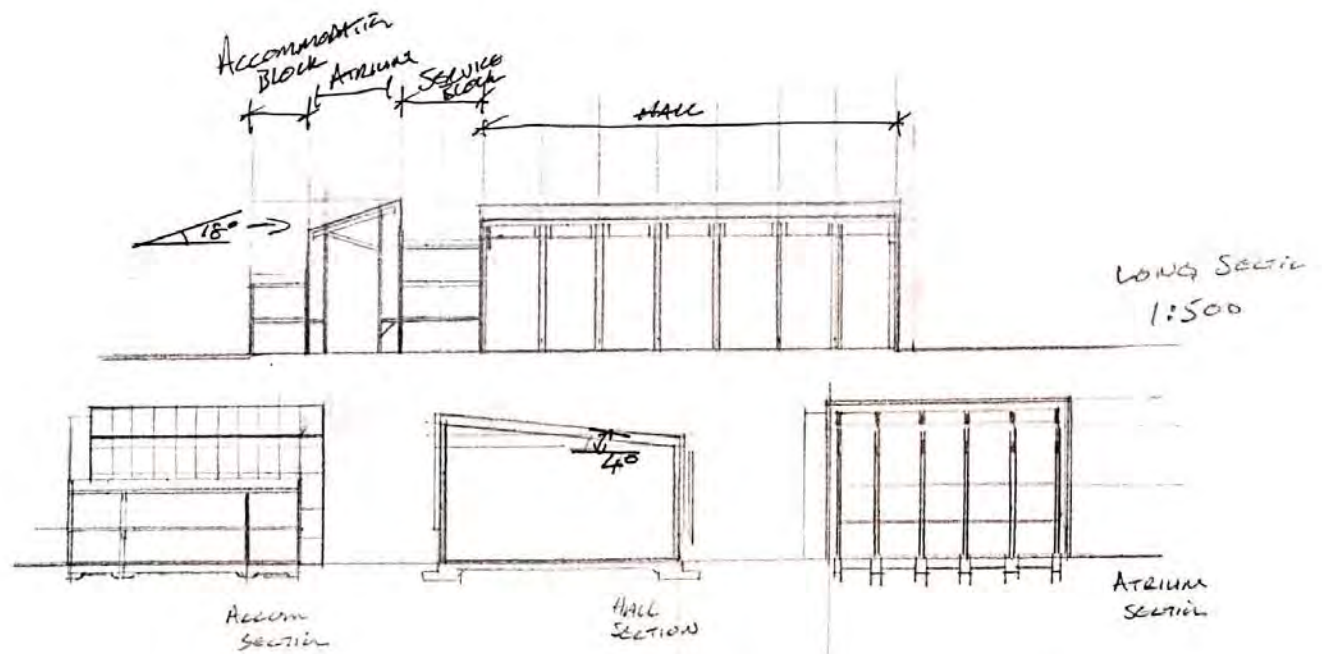 ACCOMMODATION
BLOCK
ATRIUM
SERVICE
BLOCK
HALL
18°
LONG SECTION
1:500
4°
ACCOM
SECTION
HALL
SECTION
ATRIUM
SECTION